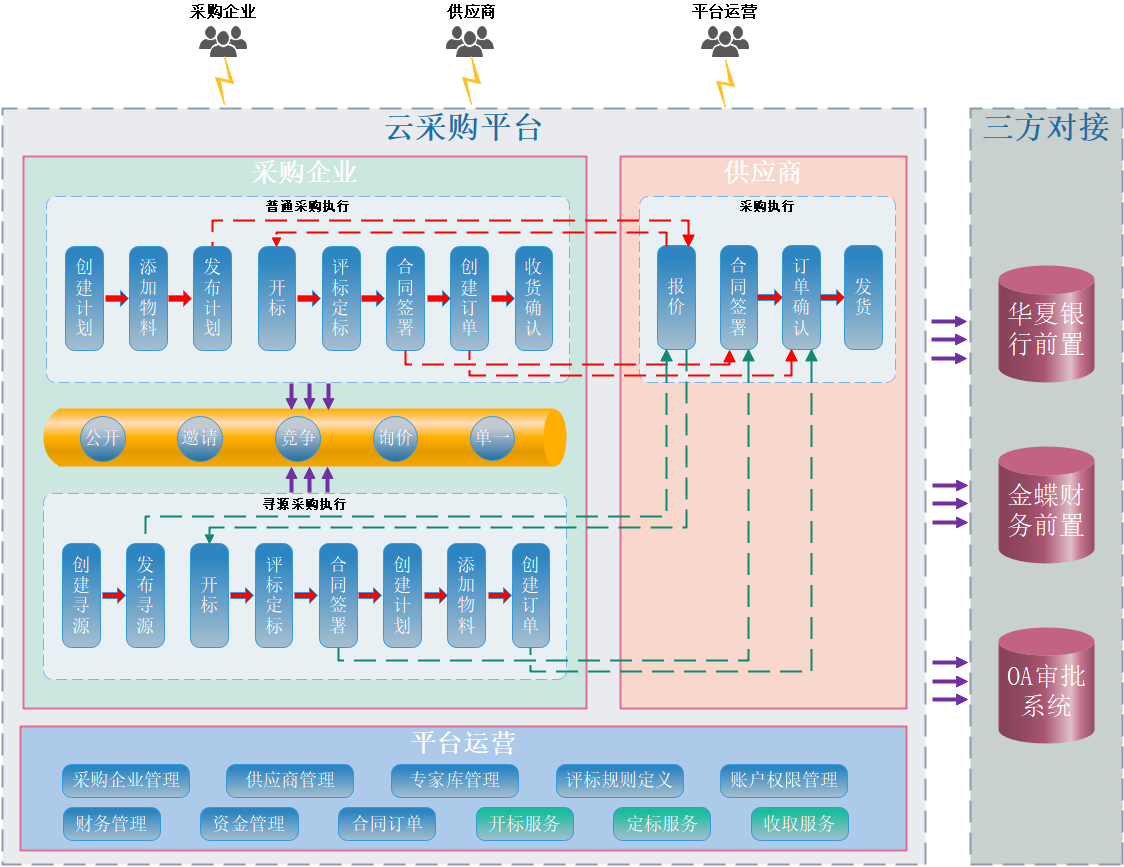 采购企业
供应商
平台运营
云采购平台
三方对接
采购企业
供应商
普通采购执行
采购执行
创建计划
添加物料
发布计划
开标
评标定标
合同签署
创建订单
收货确认
报价
合同签署
订单确认
发货
公开
邀请
竞争
询价
单一
寻源采购执行
创建寻源
发布寻源
开标
评标定标
合同签署
创建计划
添加物料
创建订单
华夏银
行前置
金蝶财
务前置
OA审批
系统
平台运营
采购企业管理
供应商管理
专家库管理
评标规则定义
账户权限管理
财务管理
资金管理
合同订单
开标服务
定标服务
收取服务